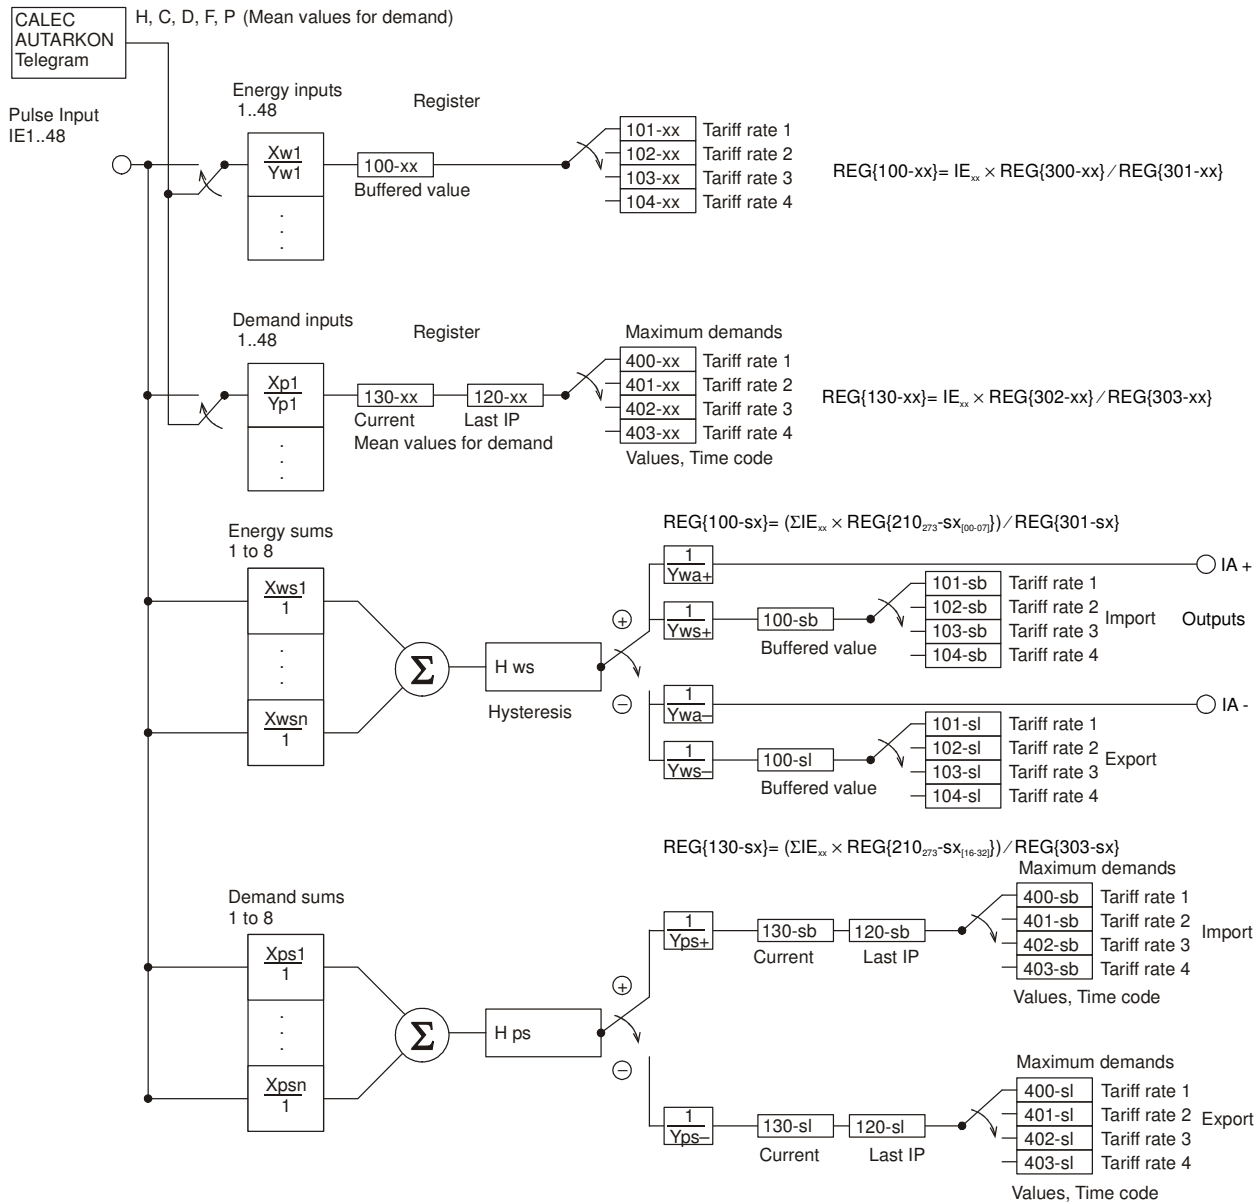 CALEC
AUTARKON
Telegram
H, C, D, F, P (Mean values for demand)
Pulse Input
IE1..48
Energy inputs
1..48
Register
Xw1
Yw1
.
.
.
100-xx
Buffered value
101-xx Tariff rate 1
102-xx Tariff rate 2
103-xx Tariff rate 3
104-xx Tariff rate 4
REG{100-xx}= IExx × REG{300-xx} ∕ REG{301-xx}
Demand inputs
1..48
Register
Maximum demands
Xp1
Yp1
.
.
.
130-xx
Current
120-xx
Last IP
Mean values for demand
400-xx Tariff rate 1
401-xx Tariff rate 2
402-xx Tariff rate 3
403-xx Tariff rate 4
Values, Time code
REG{130-xx}= IExx × REG{302-xx} ∕ REG{303-xx}
Energy sums
1 to 8
REG{100-sx}= (ΣIExx × REG{210273-sx[00-07]}) ∕ REG{301-sx}
Xws1
1
.
.
.
Xwsn
1
Σ
H ws
Hysteresis
+
−
1
Ywa+
IA +
1
Yws+
100-sb
Buffered value
101-sb Tariff rate 1
102-sb Tariff rate 2
103-sb Tariff rate 3
104-sb Tariff rate 4
Import
Outputs
1
Ywa−
IA -
1
Yws−
100-sl
Buffered value
101-sl Tariff rate 1
102-sl Tariff rate 2
103-sl Tariff rate 3
104-sl Tariff rate 4
Export
REG{130-sx}= (ΣIExx × REG{210273-sx[16-32]}) ∕ REG{303-sx}
Demand sums
1 to 8
Xps1
1
.
.
.
Xpsn
1
Σ
H ps
+
−
1
Yps+
130-sb
Current
120-sb
Last IP
Maximum demands
400-sb Tariff rate 1
401-sb Tariff rate 2
402-sb Tariff rate 3
403-sb Tariff rate 4
Import
Values, Time code
1
Yps−
130-sl
Current
120-sl
Last IP
Maximum demands
400-sl Tariff rate 1
401-sl Tariff rate 2
402-sl Tariff rate 3
403-sl Tariff rate 4
Export
Values, Time code